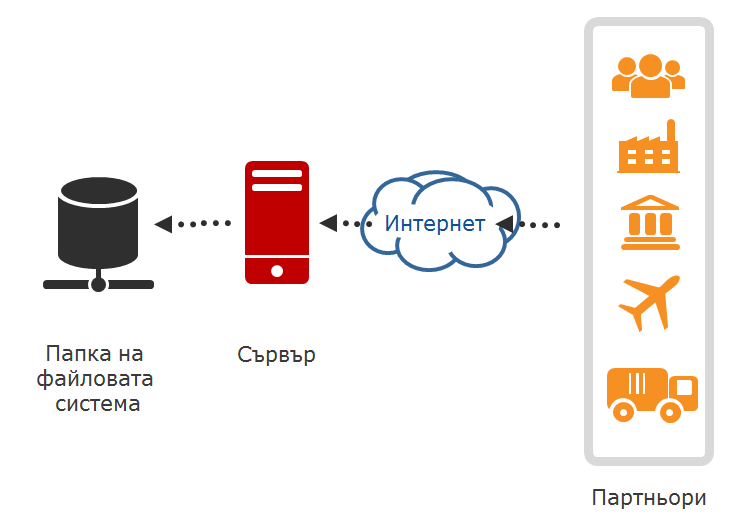 Интернет
Папка на
файловата
система
Сървър
Партньори